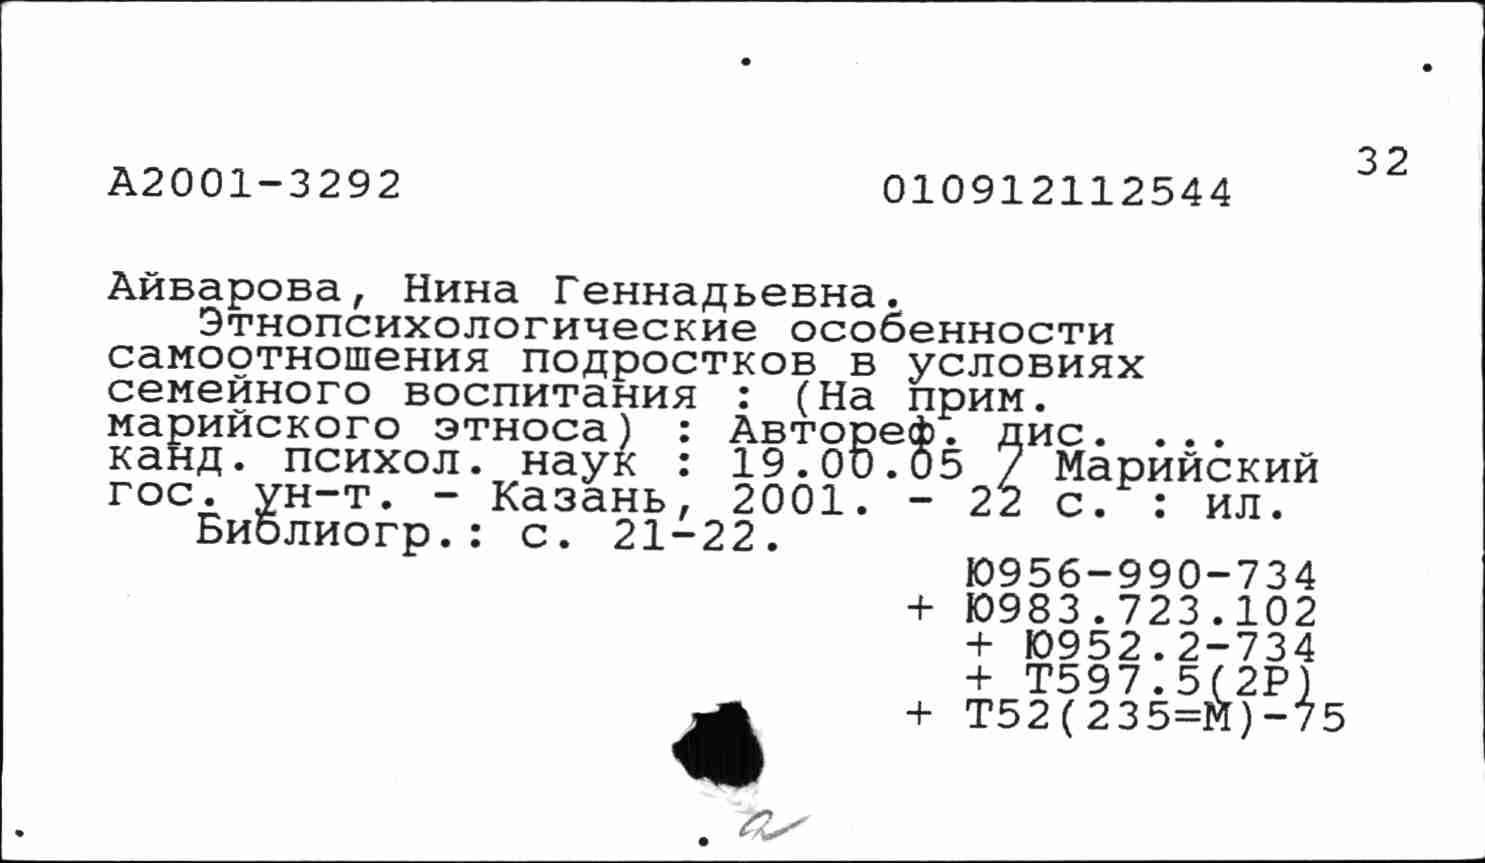 32
А2001-3292 010912112544
Айварова, Нина Геннадьевна.
Этнопсихологические особенности
самоотношения подростков в условиях
семейного воспитания : (На прим.
марийского этноса) : Автореф. дис. ...
канд. психол. наук : 19.00.05 / Марийский
гос. ун-т. - Казань, 2001. - 22 с. : ил.
Библиогр.: с. 21-22.
Ю956-990-734
+ Ю983.723.102
+ Ю952.2-734
+ Т597.5(2Р)
+ Т52(235=М)-75